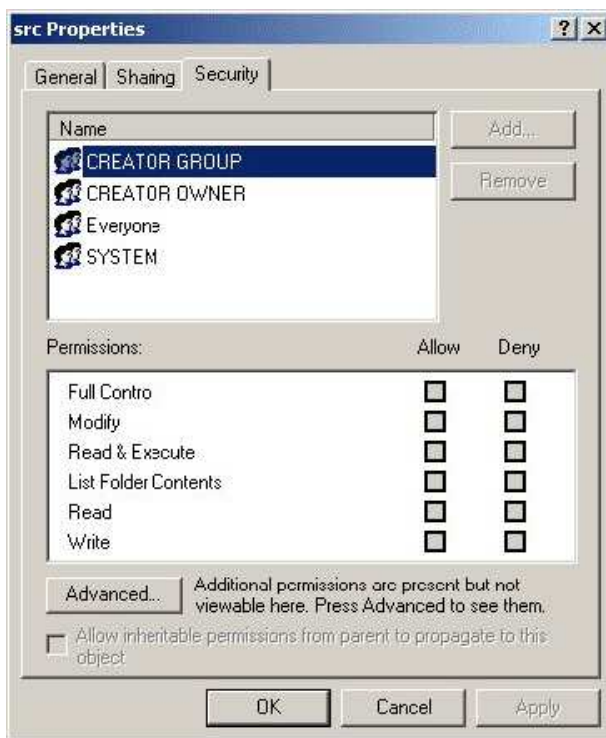 src Properties
General Sharing Security
Name
CREATOR GROUP
CREATOR OWNER
Everyone
SYSTEM
Add...
Remove
Permissions: Allow Deny
Full Contro
Modify
Read & Execute
List Folder Contents
Read
Write
Advanced... Additional permissions are present but not
viewable here. Press Advanced to see them.
Allow inheritable permissions from parent to propagate to this
object
OK Cancel Apply